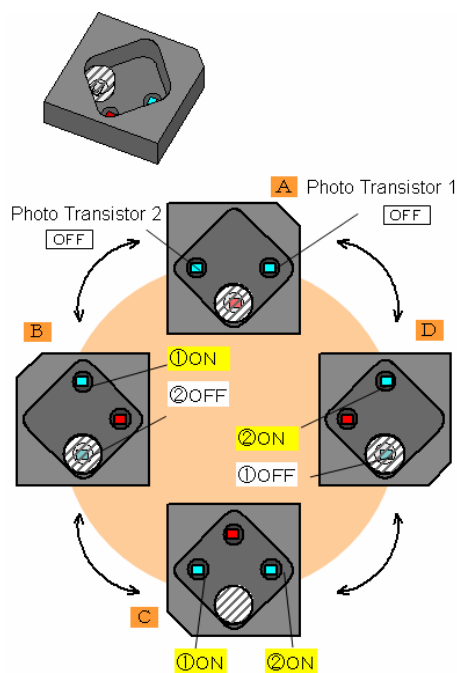 A
Photo Transistor 1
OFF
Photo Transistor 2
OFF
B
D
①ON
②OFF
②ON
①OFF
C
①ON
②ON